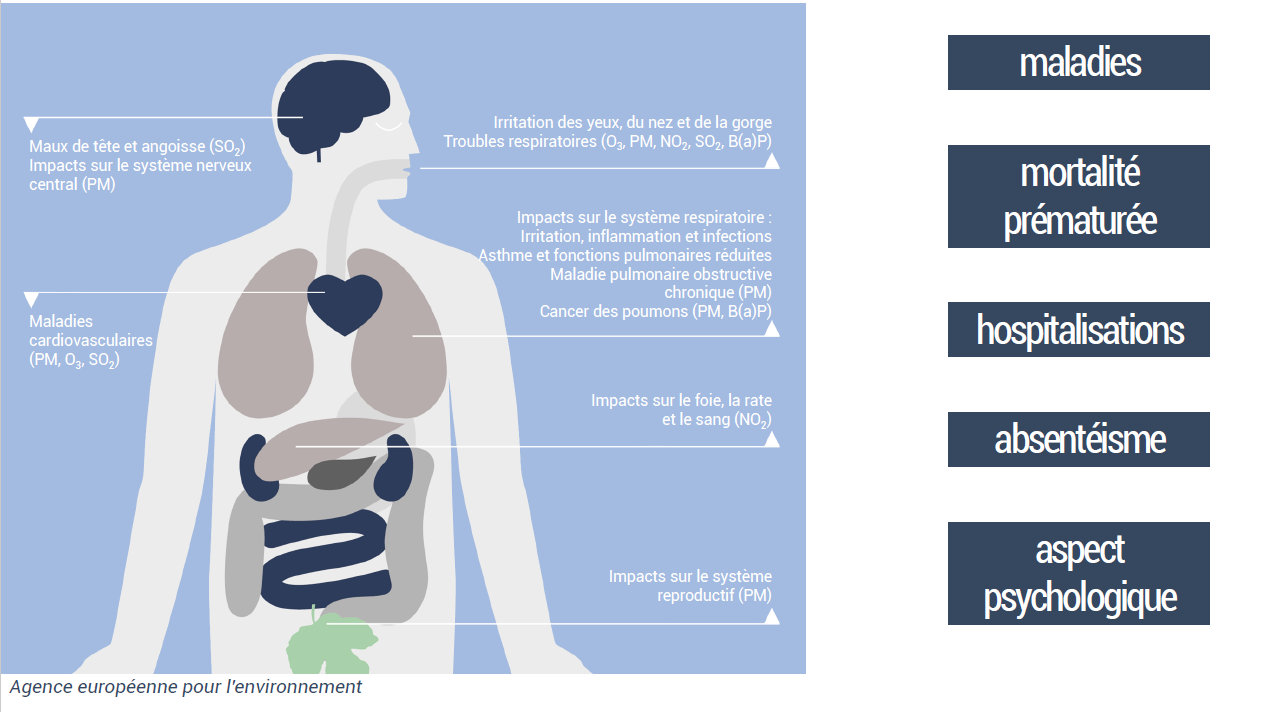 Maux de tête et angoisse (SO₂)
Impacts sur le système nerveux
central (PM)
Maladies
cardiovasculaires
(PM, O₃, SO₂)
Irritation des yeux, du nez et de la gorge
Troubles respiratoires (O₃, PM, NO₂, SO₂, B(a)P)
Impacts sur le système respiratoire :
Irritation, inflammation et infections
Asthme et fonctions pulmonaires réduites
Maladie pulmonaire obstructive
chronique (PM)
Cancer des poumons (PM, B(a)P)
Impacts sur le foie, la rate
et le sang (NO₂)
Impacts sur le système
reproductif (PM)
Agence européenne pour l'environnement
maladies
mortalité
prématurée
hospitalisations
absentéisme
aspect
psychologique